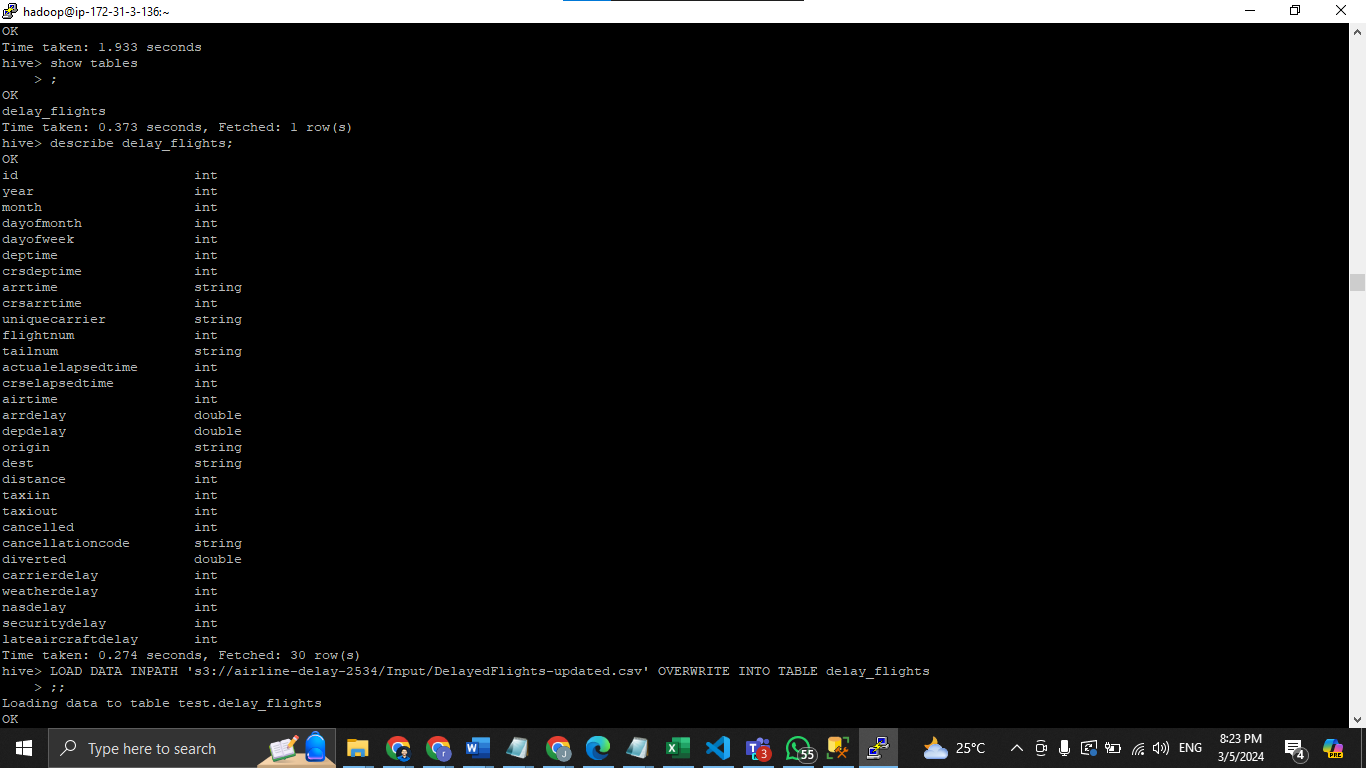 hadoop@ip-172-31-3-136:~
OK
Time taken: 1.933 seconds
hive> show tables
    > ;
OK
delay_flights
Time taken: 0.373 seconds, Fetched: 1 row(s)
hive> describe delay_flights;
OK
id                      int
year                    int
month                   int
dayofmonth              int
dayofweek               int
deptime                 int
crsdeptime              int
arrtime                 string
crsarrtime              int
uniquecarrier           string
flightnum               int
tailnum                 string
actualelapsedtime       int
crselapsedtime          int
airtime                 int
arrdelay                double
depdelay                double
origin                  string
dest                    string
distance                int
taxiin                  int
taxiout                 int
cancelled               int
cancellationcode        string
diverted                double
carrierdelay            int
weatherdelay            int
nasdelay                int
securitydelay           int
lateaircraftdelay       int
Time taken: 0.274 seconds, Fetched: 30 row(s)
hive> LOAD DATA INPATH 's3://airline-delay-2534/Input/DelayedFlights-updated.csv' OVERWRITE INTO TABLE delay_flights
    > ;;
Loading data to table test.delay_flights
OK
Type here to search
3
55
25°C
ENG
8:23 PM
3/5/2024
4
PRE